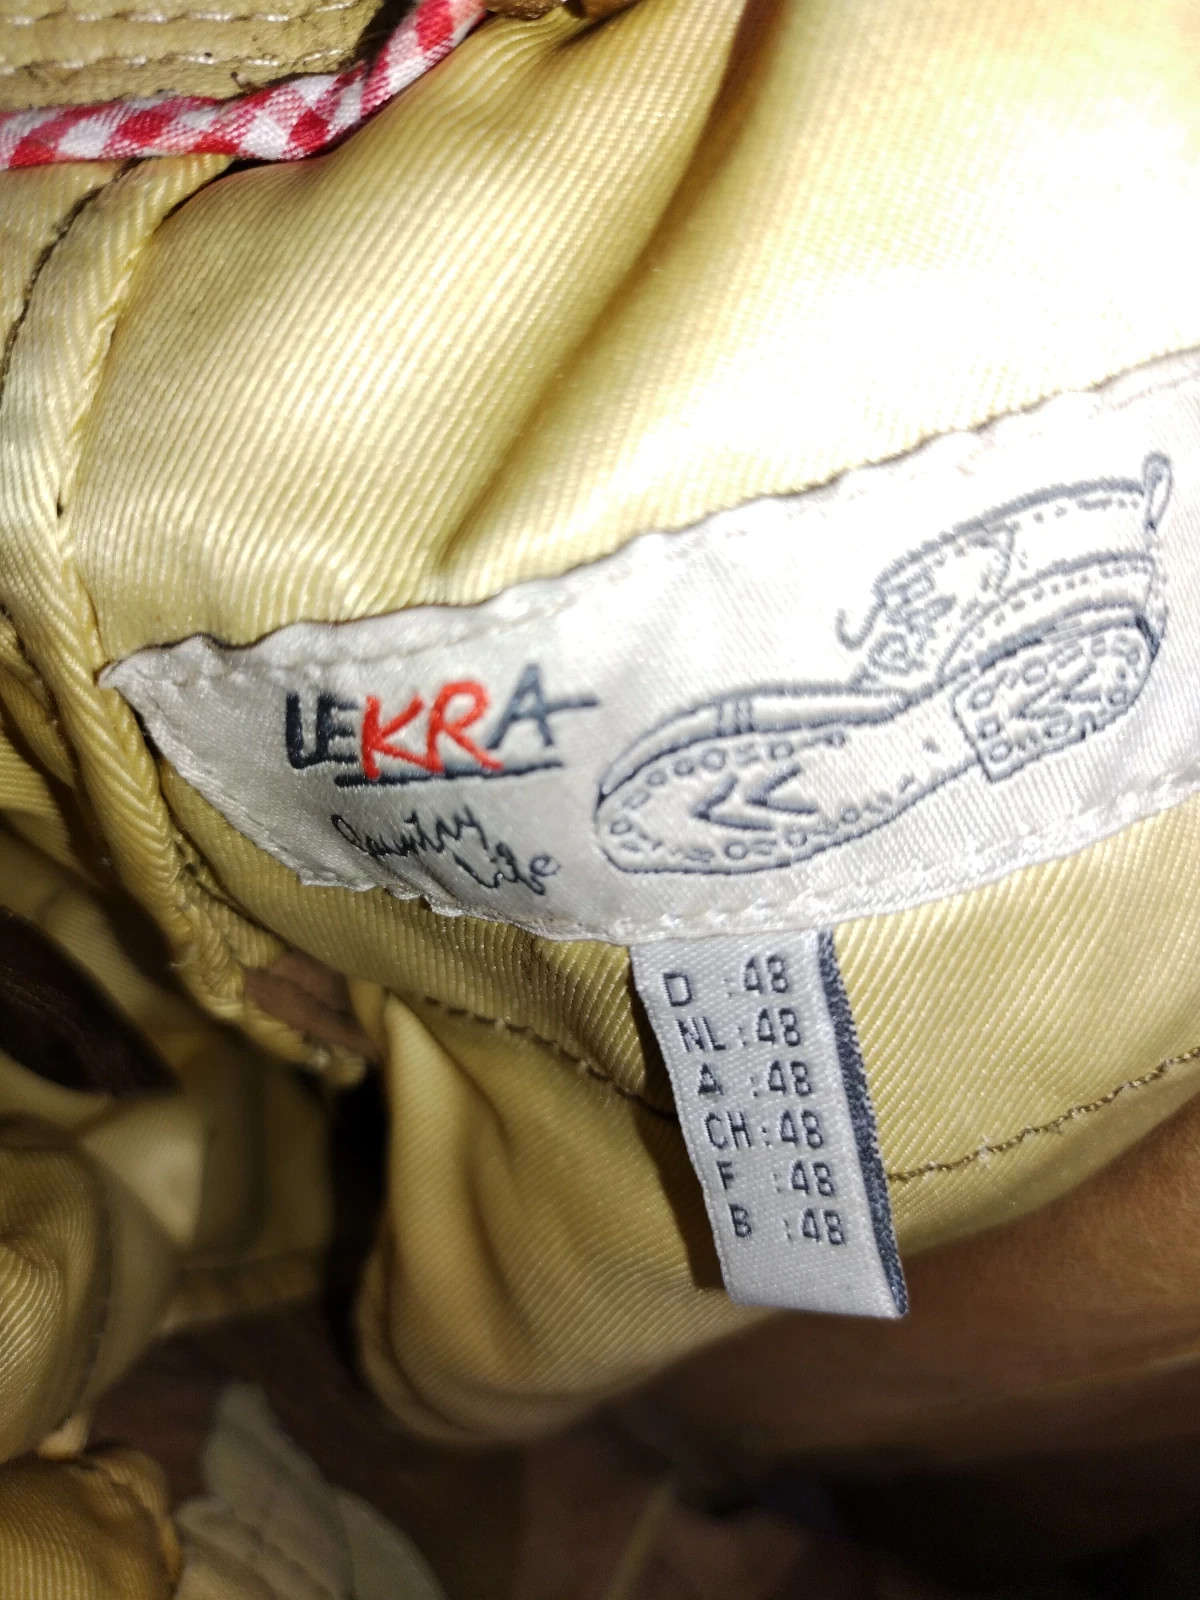 LEKRA
Country
Life
D :48
NL :48
A :48
CH :48
F :48
B :48